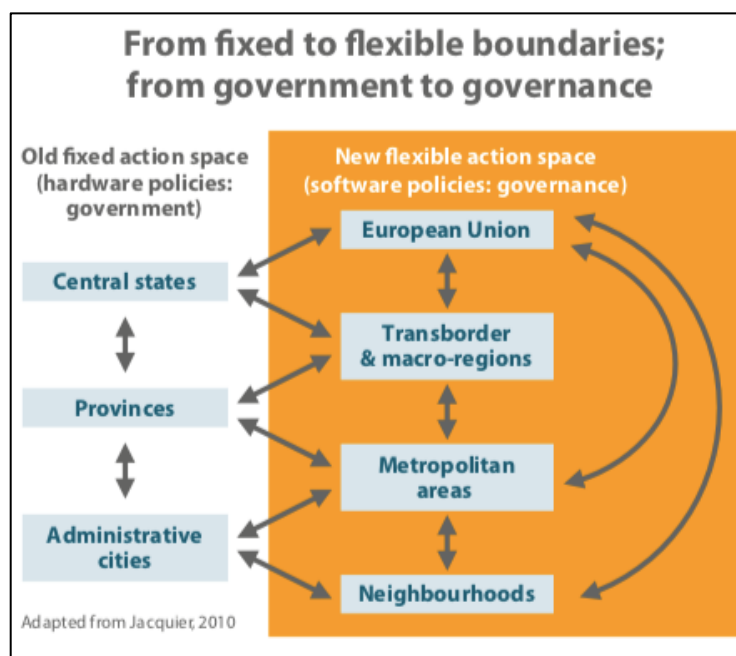 From fixed to flexible boundaries;
from government to governance
Old fixed action space
(hardware policies:
government)
New flexible action space
(software policies: governance)
European Union
Central states
Transborder
& macro-regions
Provinces
Metropolitan
areas
Administrative
cities
Neighbourhoods
Adapted from Jacquier, 2010